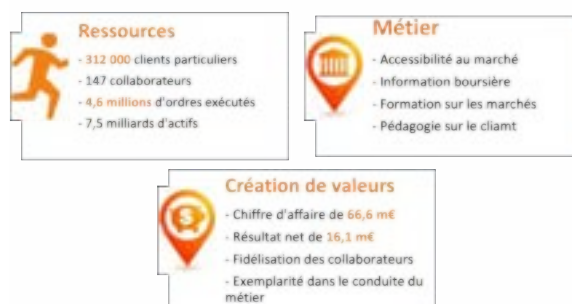 Ressources
- 312 000 clients particuliers
- 147 collaborateurs
- 4,6 millions d'ordres exécutés
- 7,5 milliards d'actifs
Métier
- Accessibilité au marché
- Information boursière
- Formation sur les marchés
- Pédagogie sur le cliamt
Création de valeurs
- Chiffre d'affaire de 66,6 m€
- Résultat net de 16,1 m€
- Fidélisation des collaborateurs
- Exemplarité dans le conduite du
métier